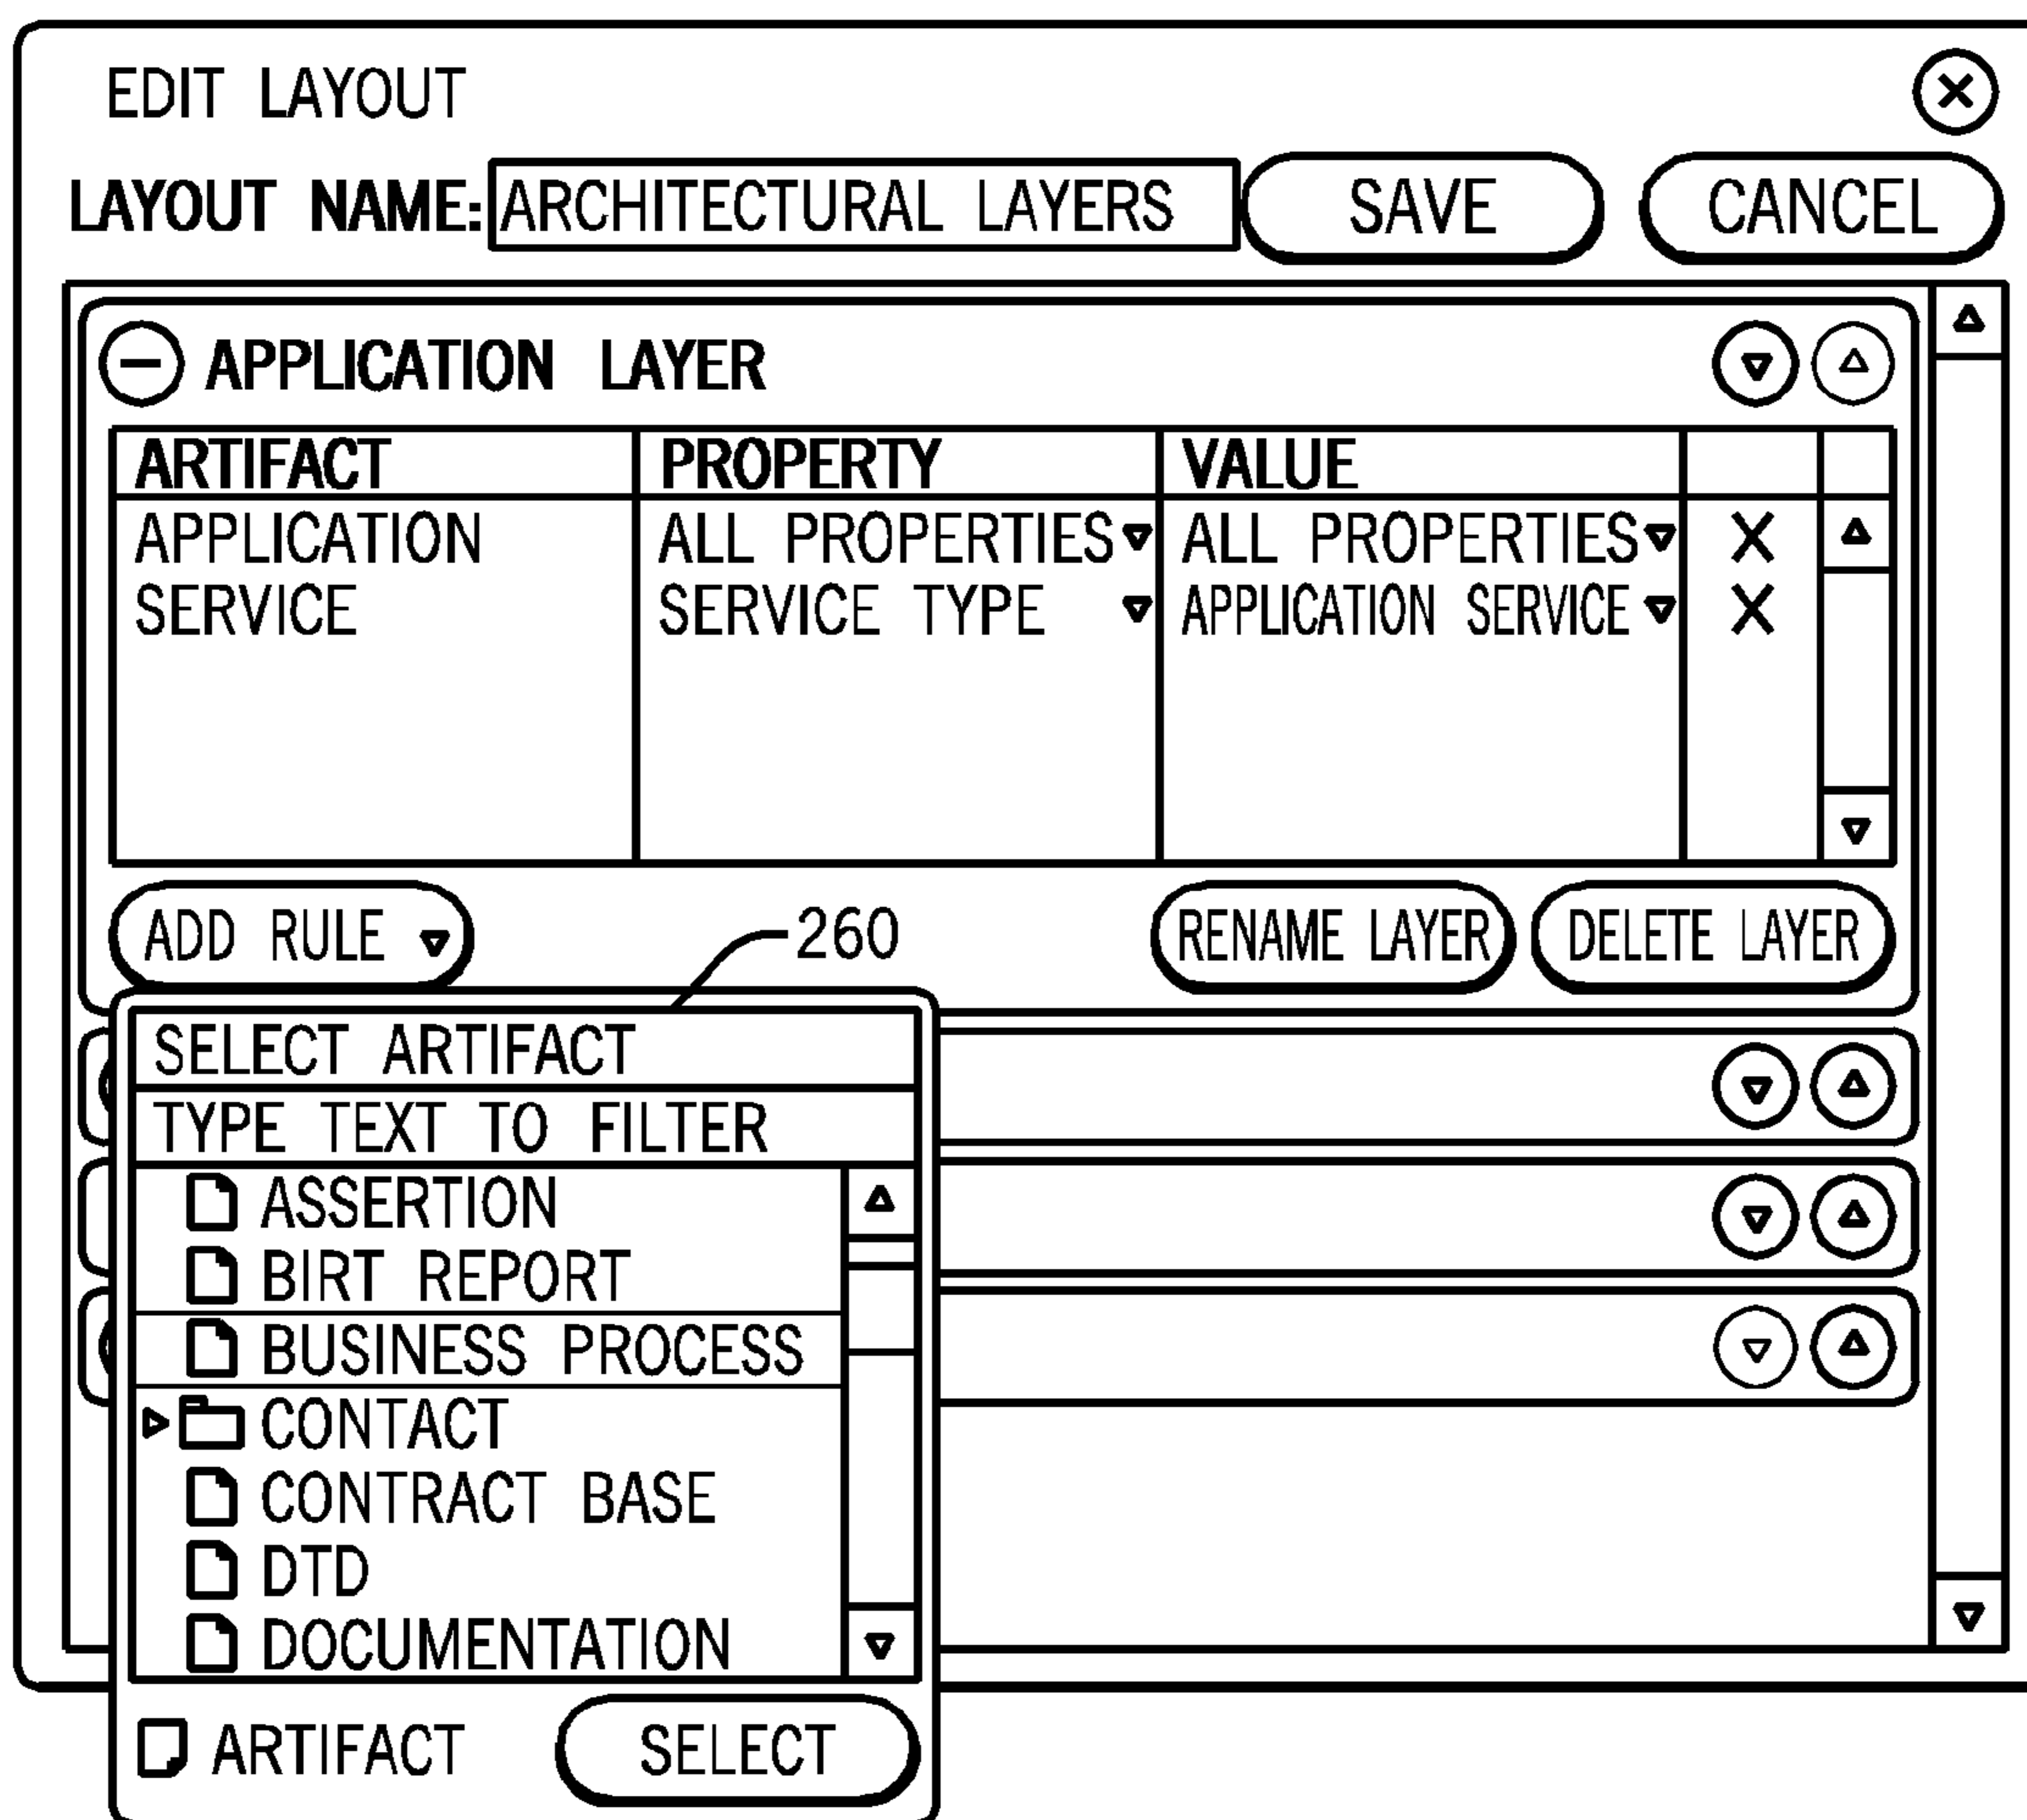 EDIT LAYOUT
LAYOUT NAME: ARCHITECTURAL LAYERS SAVE CANCEL
APPLICATION LAYER
ARTIFACT PROPERTY VALUE
APPLICATION ALL PROPERTIES ALL PROPERTIES X
SERVICE SERVICE TYPE APPLICATION SERVICE X
ADD RULE 260 RENAME LAYER DELETE LAYER
SELECT ARTIFACT
TYPE TEXT TO FILTER
ASSERTION
BIRT REPORT
BUSINESS PROCESS
CONTACT
CONTRACT BASE
DTD
DOCUMENTATION
ARTIFACT SELECT